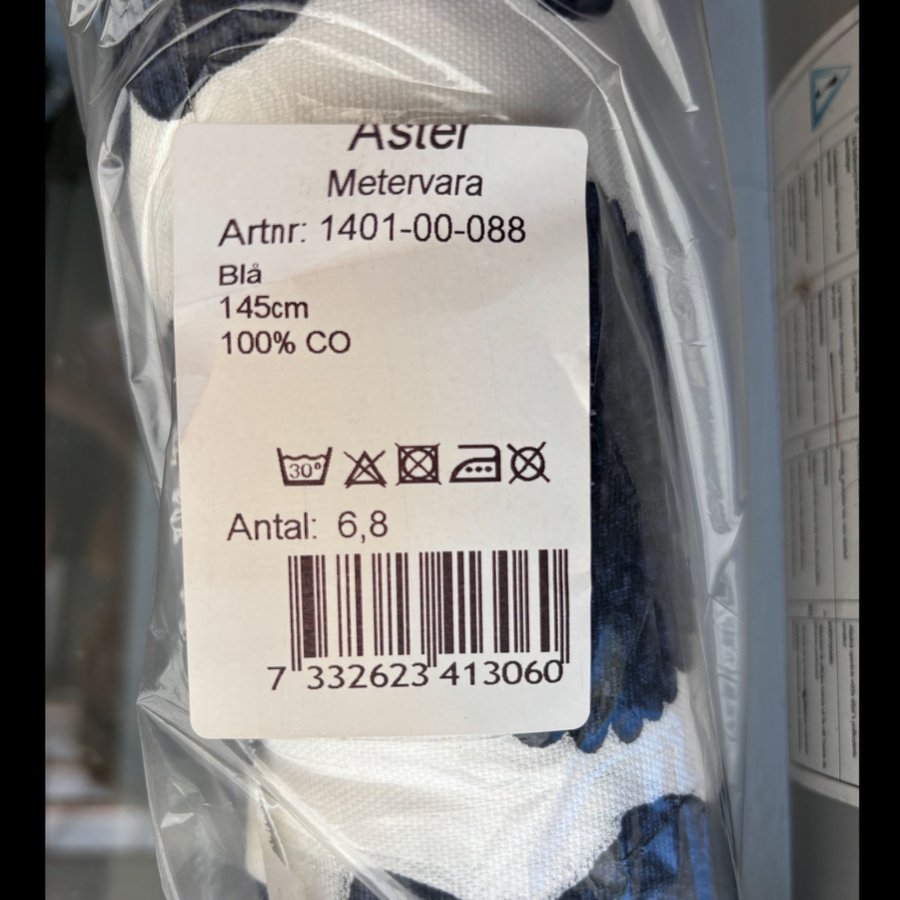 Aster
Metervara
Artnr: 1401-00-088
Blå
145cm
100% CO
30°
Antal: 6,8
7 332623 413060